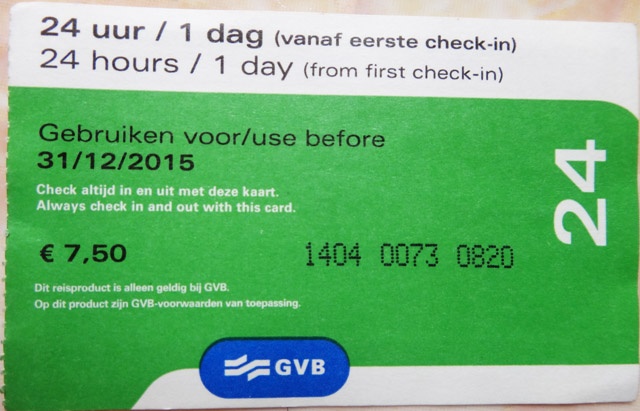 24 uur / 1 dag (vanaf eerste check-in)
24 hours / 1 day (from first check-in)
Gebruiken voor/use before
31/12/2015
Check altijd in en uit met deze kaart.
Always check in and out with this card.
24
€ 7,50
1404 0073 0820
Dit reisproduct is alleen geldig bij GVB.
Op dit product zijn GVB-voorwaarden van toepassing.
GVB